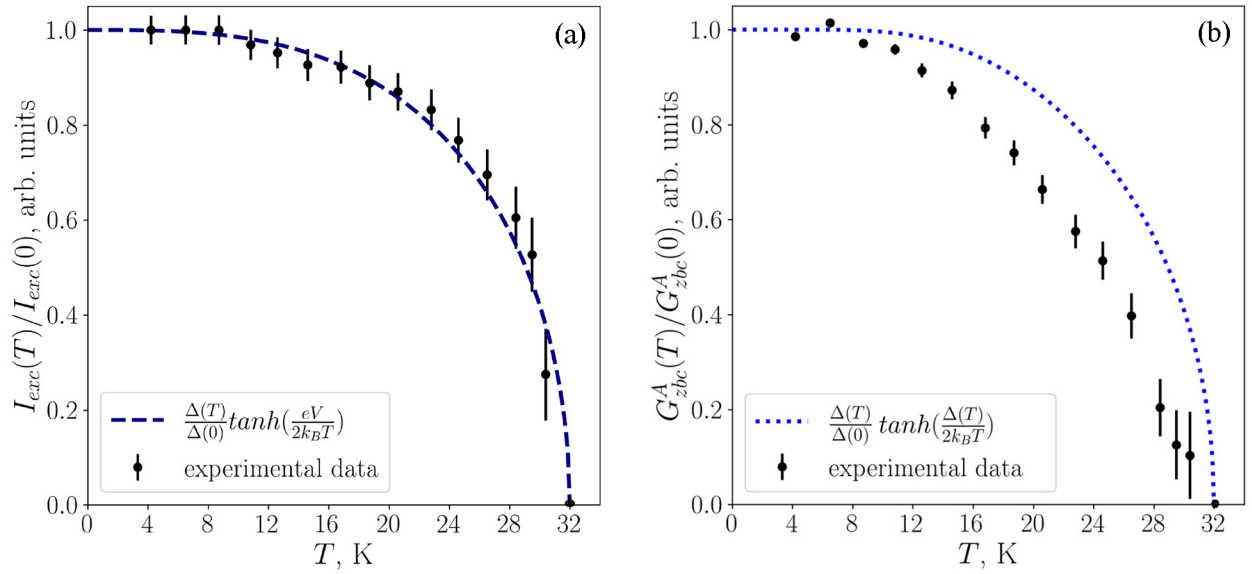 (a)
I_exc(T)/I_exc(0), arb. units
1.0
0.8
0.6
0.4
0.2
0.0
Δ(T)/Δ(0) tanh(eV/2k_BT)
experimental data
0 4 8 12 16 20 24 28 32
T, K
(b)
G^A_zbc(T)/G^A_zbc(0), arb. units
1.0
0.8
0.6
0.4
0.2
0.0
Δ(T)/Δ(0) tanh(Δ(T)/2k_BT)
experimental data
0 4 8 12 16 20 24 28 32
T, K